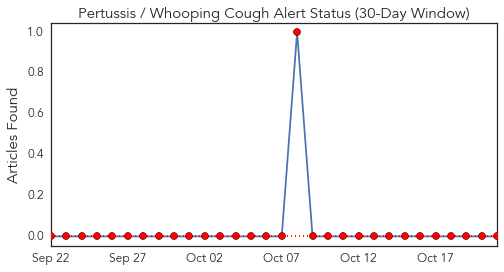 Pertussis / Whooping Cough Alert Status (30-Day Window)
Articles Found
1.0
0.8
0.6
0.4
0.2
0.0
Sep 22 Sep 27 Oct 02 Oct 07 Oct 12 Oct 17